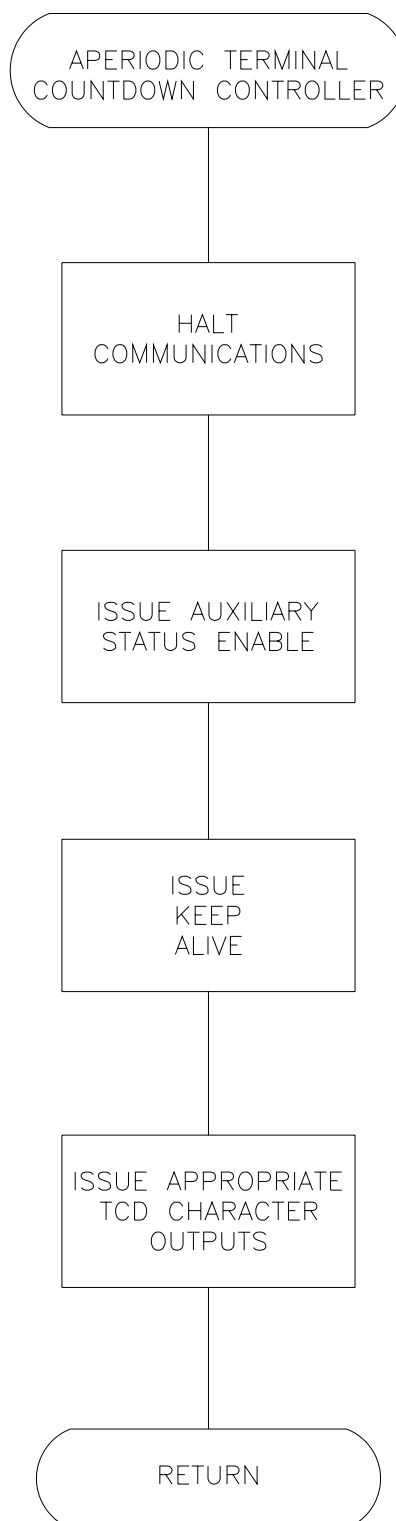 APERIODIC TERMINAL
COUNTDOWN CONTROLLER
HALT
COMMUNICATIONS
ISSUE AUXILIARY
STATUS ENABLE
ISSUE
KEEP
ALIVE
ISSUE APPROPRIATE
TCD CHARACTER
OUTPUTS
RETURN